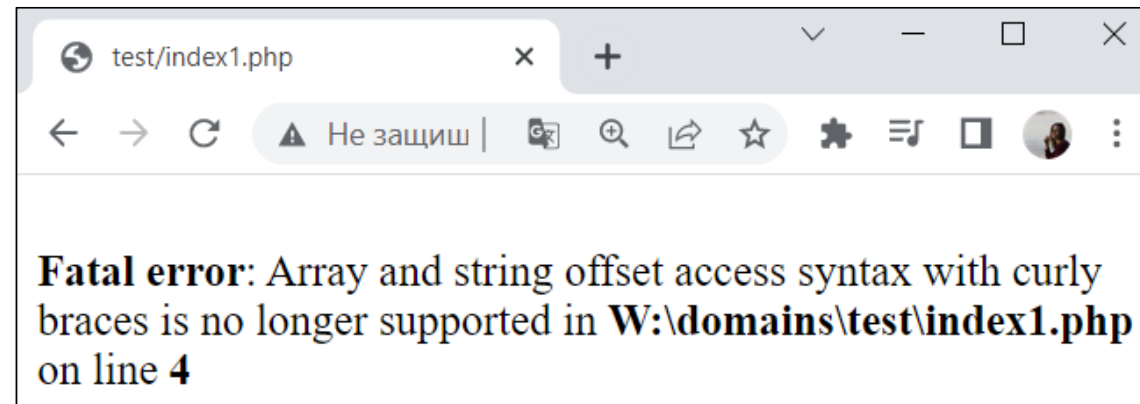 test/index1.php
Не защищ
Fatal error: Array and string offset access syntax with curly
braces is no longer supported in W:\domains\test\index1.php
on line 4